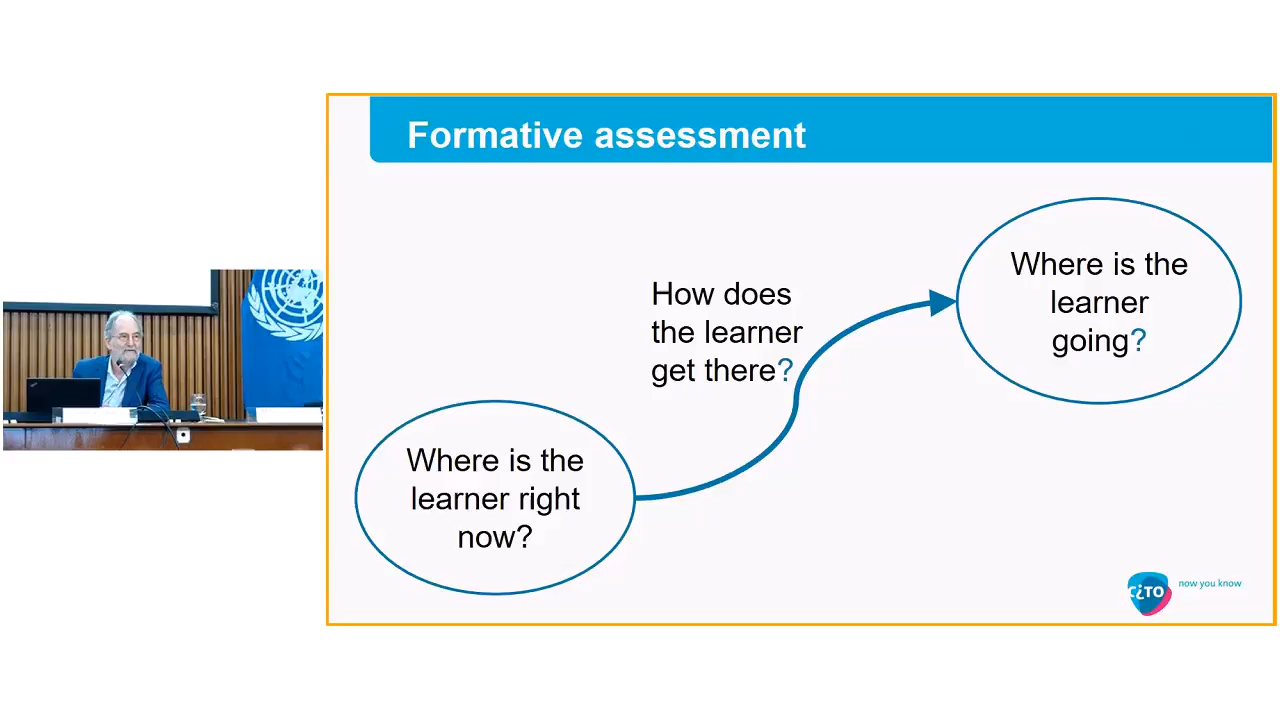 Formative assessment
Where is the
learner
going?
How does
the learner
get there?
Where is the
learner right
now?
CiTO
now you know